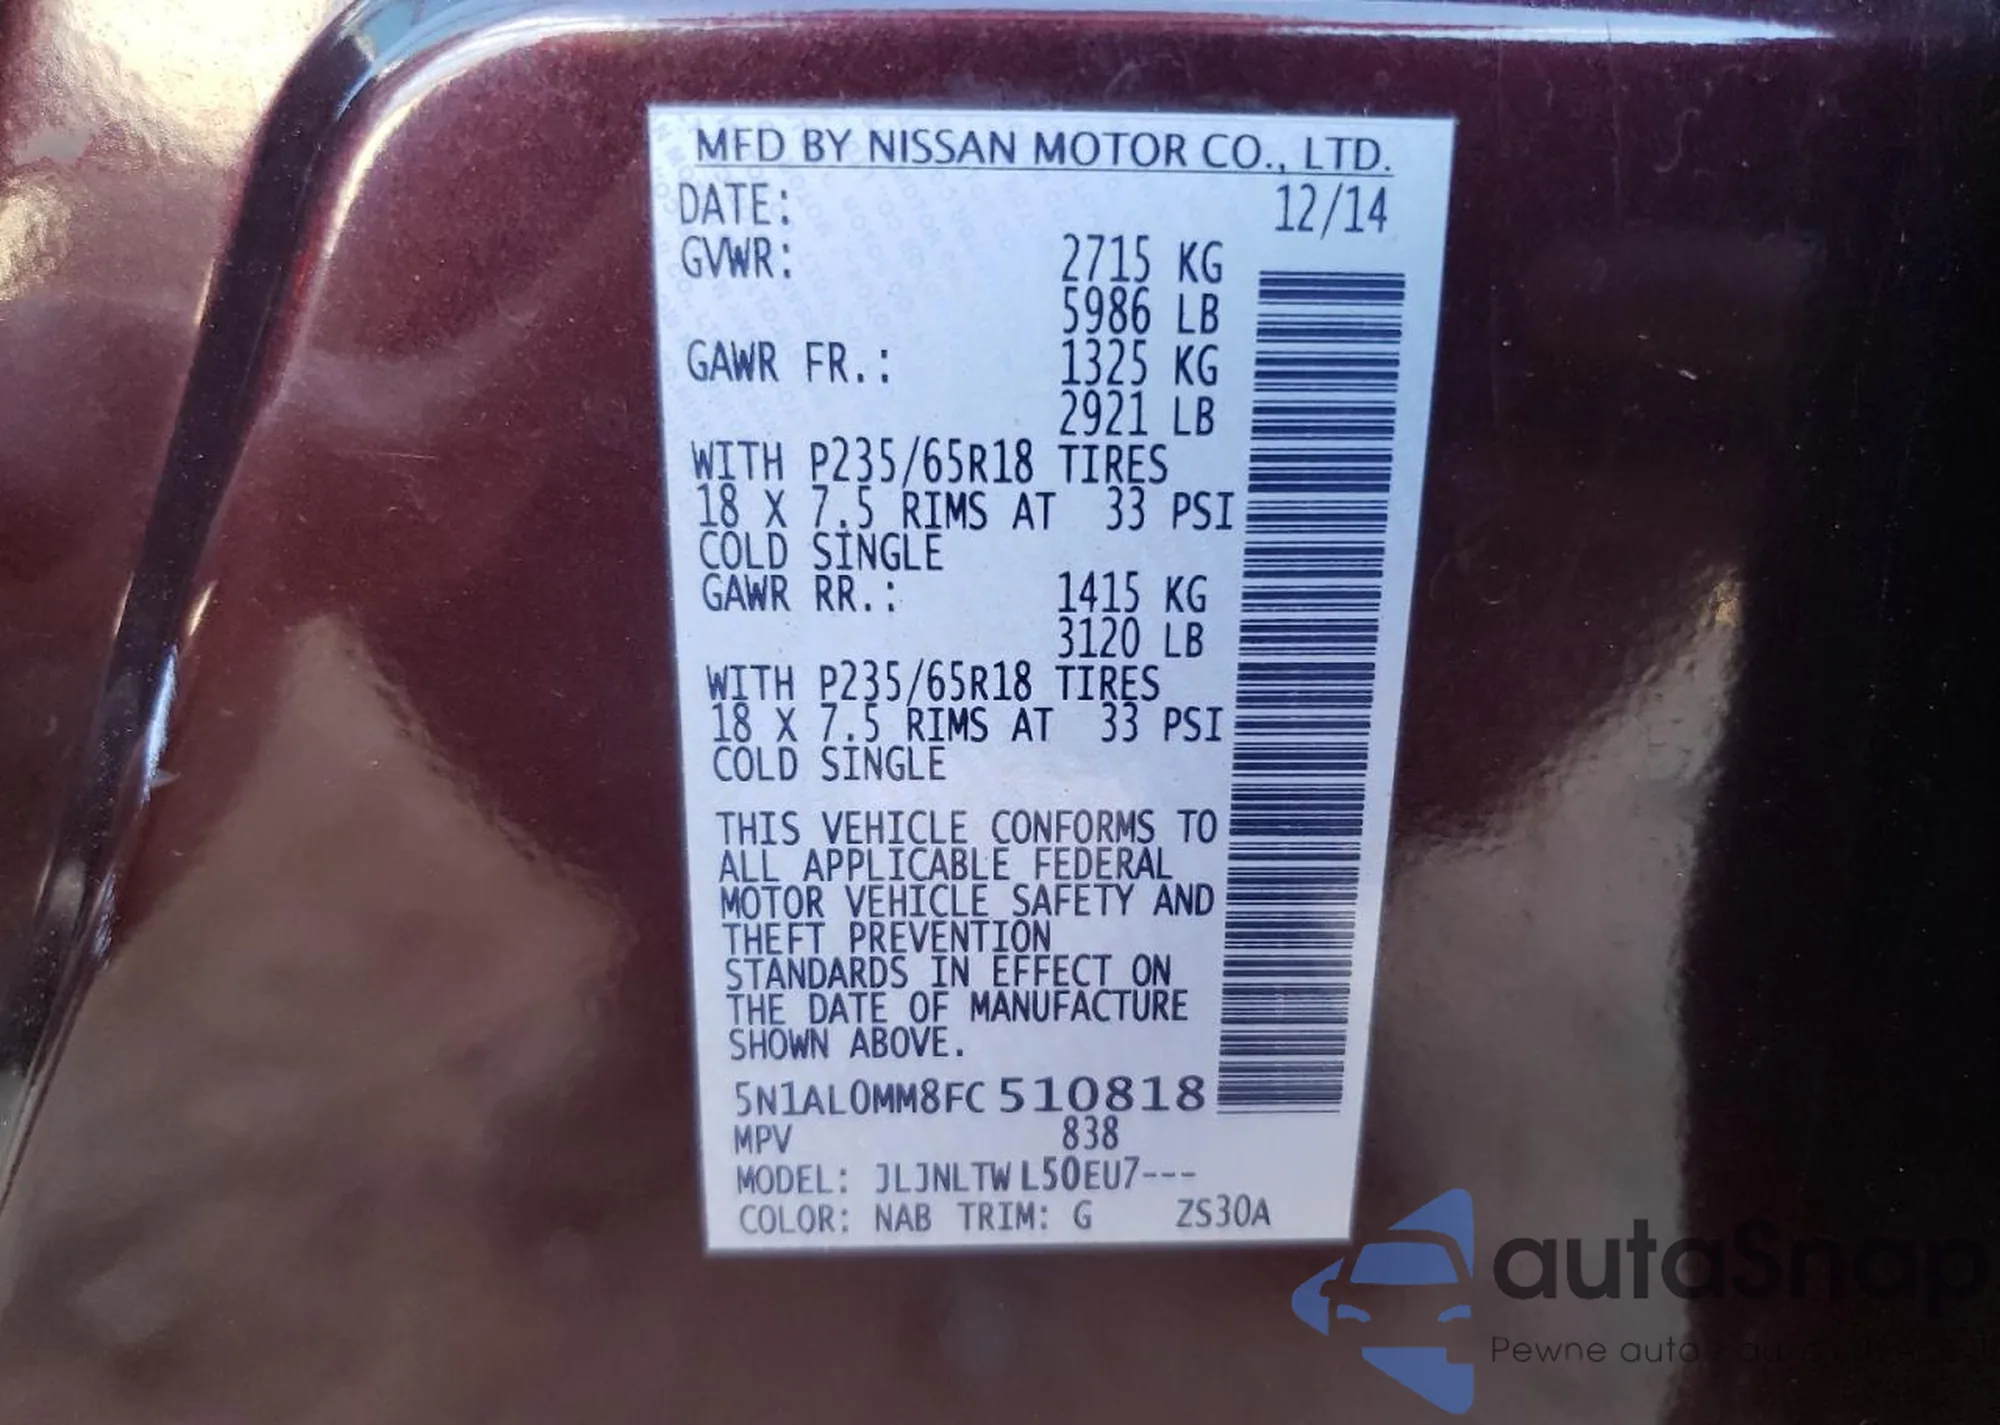 MFD BY NISSAN MOTOR CO., LTD.
DATE: 12/14
GVWR: 2715 KG
5986 LB
GAWR FR.: 1325 KG
2921 LB
WITH P235/65R18 TIRES
18 X 7.5 RIMS AT 33 PSI
COLD SINGLE
GAWR RR.: 1415 KG
3120 LB
WITH P235/65R18 TIRES
18 X 7.5 RIMS AT 33 PSI
COLD SINGLE
THIS VEHICLE CONFORMS TO
ALL APPLICABLE FEDERAL
MOTOR VEHICLE SAFETY AND
THEFT PREVENTION
STANDARDS IN EFFECT ON
THE DATE OF MANUFACTURE
SHOWN ABOVE.
5N1AL0MM8FC510818
MPV 838
MODEL: JLJNLTW L50EU7---
COLOR: NAB TRIM: G ZS30A
autaSnap
Pewne auta